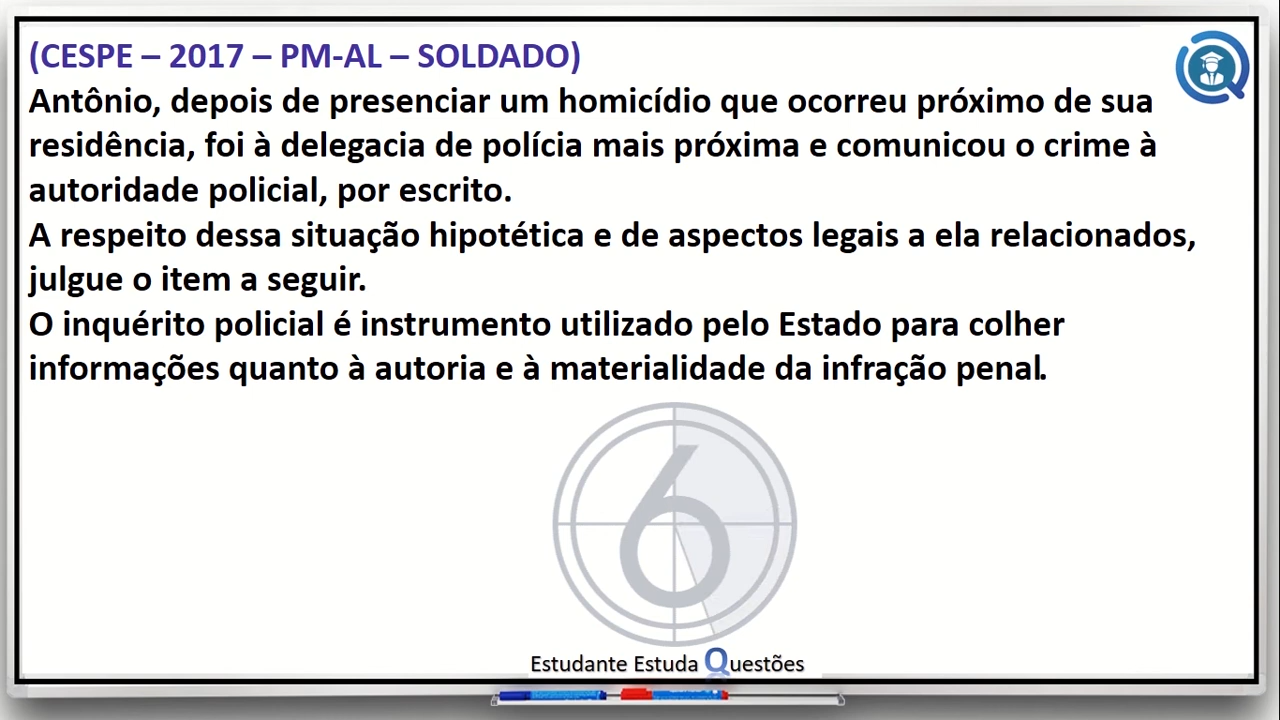 (CESPE – 2017 – PM-AL – SOLDADO)
Antônio, depois de presenciar um homicídio que ocorreu próximo de sua
residência, foi à delegacia de polícia mais próxima e comunicou o crime à
autoridade policial, por escrito.
A respeito dessa situação hipotética e de aspectos legais a ela relacionados,
julgue o item a seguir.
O inquérito policial é instrumento utilizado pelo Estado para colher
informações quanto à autoria e à materialidade da infração penal.
6
Estudante Estuda Questões